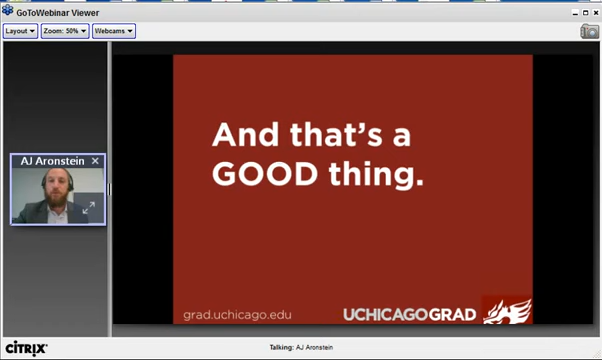 GoToWebinar Viewer
Layout Zoom: 50% Webcams
AJ Aronstein
And that's a
GOOD thing.
grad.uchicago.edu UCHICAGOGRAD
CITRIX Talking: AJ Aronstein